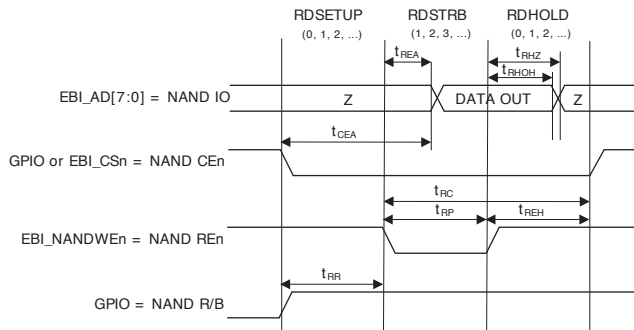 RDSETUP RDSTRB RDHOLD
(0, 1, 2, ...) (1, 2, 3, ...) (0, 1, 2, ...)
tREA tRHZ
tRHOH
EBI_AD[7:0] = NAND IO Z DATA OUT Z
tCEA
GPIO or EBI_CSn = NAND CEn
tRC
tRP tREH
EBI_NANDWEn = NAND REn
tRR
GPIO = NAND R/B